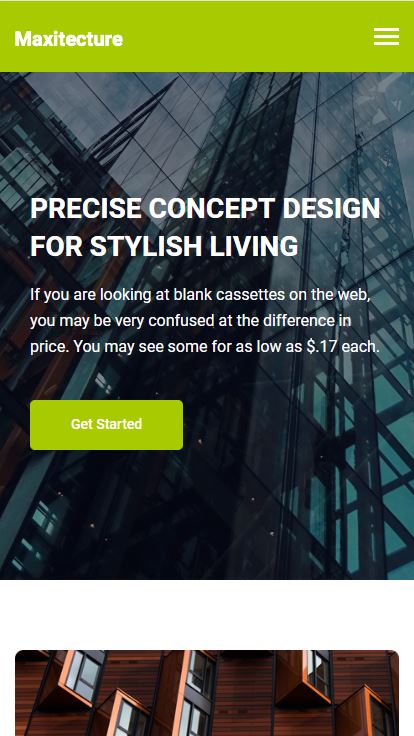 Maxitecture
PRECISE CONCEPT DESIGN
FOR STYLISH LIVING
If you are looking at blank cassettes on the web,
you may be very confused at the difference in
price. You may see some for as low as $.17 each.
Get Started